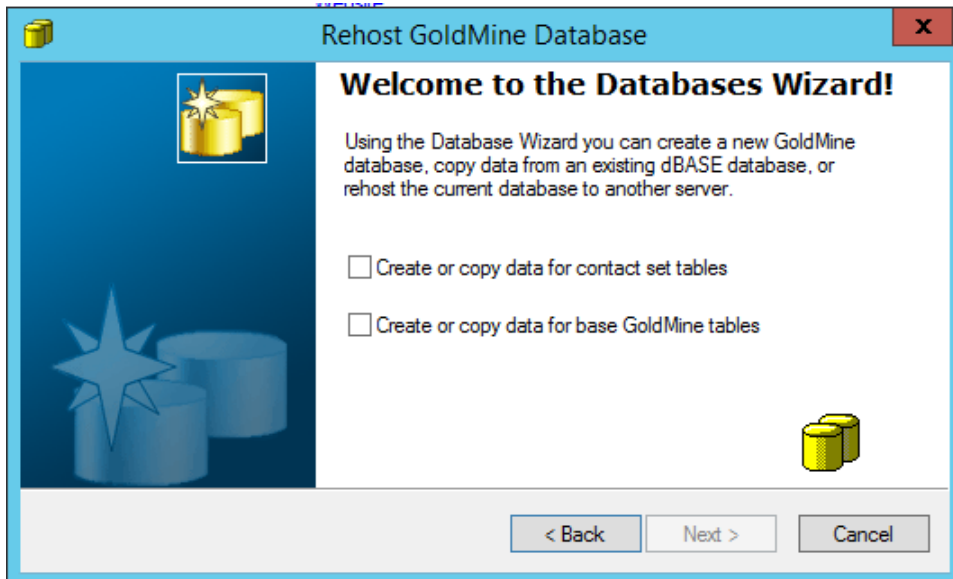 Website
Rehost GoldMine Database
x
Welcome to the Databases Wizard!
Using the Database Wizard you can create a new GoldMine
database, copy data from an existing dBASE database, or
rehost the current database to another server.
Create or copy data for contact set tables
Create or copy data for base GoldMine tables
< Back
Next >
Cancel